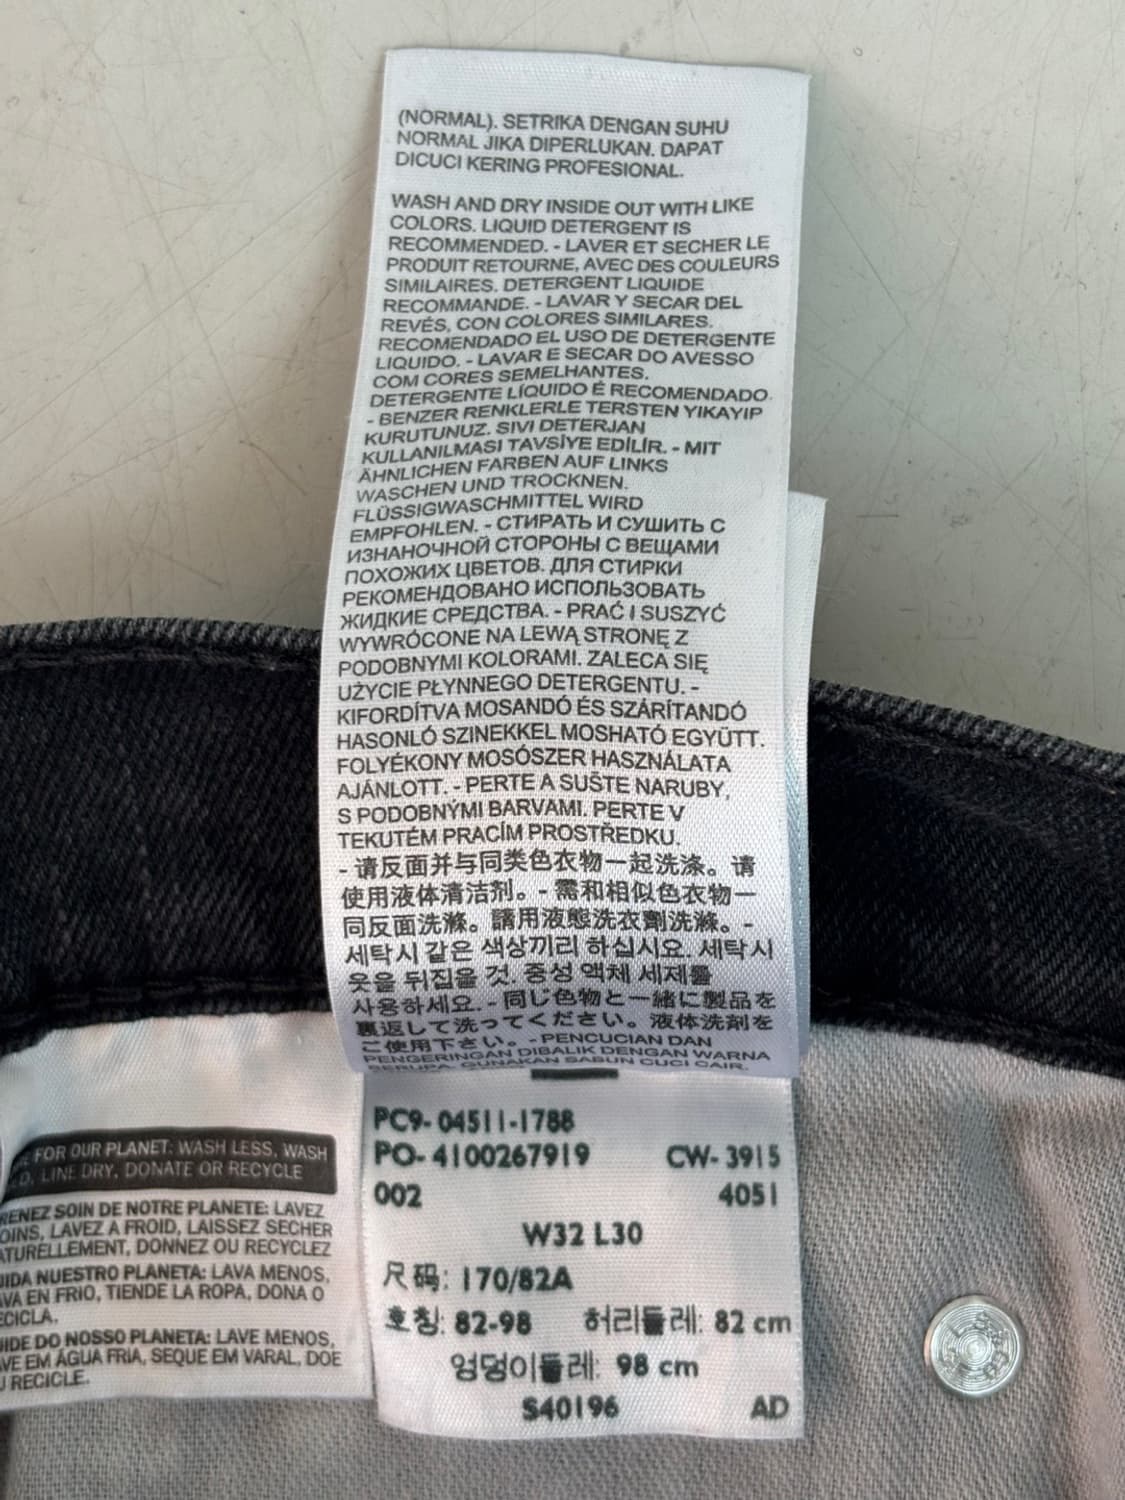 (NORMAL). SETRIKA DENGAN SUHU
NORMAL JIKA DIPERLUKAN. DAPAT
DICUCI KERING PROFESIONAL.
WASH AND DRY INSIDE OUT WITH LIKE
COLORS. LIQUID DETERGENT IS
RECOMMENDED. - LAVER ET SECHER LE
PRODUIT RETOURNE, AVEC DES COULEURS
SIMILAIRES. DETERGENT LIQUIDE
RECOMMANDE. - LAVAR Y SECAR DEL
REVÉS, CON COLORES SIMILARES.
RECOMENDADO EL USO DE DETERGENTE
LIQUIDO. - LAVAR E SECAR DO AVESSO
COM CORES SEMELHANTES.
DETERGENTE LÍQUIDO É RECOMENDADO.
- BENZER RENKLERLE TERSTEN YIKAYIP
KURUTUNUZ. SIVI DETERJAN
KULLANILMASI TAVSİYE EDİLİR. - MIT
ÄHNLICHEN FARBEN AUF LINKS
WASCHEN UND TROCKNEN.
FLÜSSIGWASCHMITTEL WIRD
EMPFOHLEN. - СТИРАТЬ И СУШИТЬ С
ИЗНАНОЧНОЙ СТОРОНЫ С ВЕЩАМИ
ПОХОЖИХ ЦВЕТОВ. ДЛЯ СТИРКИ
РЕКОМЕНДОВАНО ИСПОЛЬЗОВАТЬ
ЖИДКИЕ СРЕДСТВА. - PRAĆ I SUSZYĆ
WYWRÓCONE NA LEWĄ STRONĘ Z
PODOBNYMI KOLORAMI. ZALECA SIĘ
UŻYCIE PŁYNNEGO DETERGENTU. -
KIFORDÍTVA MOSANDÓ ÉS SZÁRÍTANDÓ
HASONLÓ SZINEKKEL MOSHATÓ EGYÜTT.
FOLYÉKONY MOSÓSZER HASZNÁLATA
AJÁNLOTT. - PERTE A SUŠTE NARUBY,
S PODOBNÝMI BARVAMI. PERTE V
TEKUTÉM PRACÍM PROSTŘEDKU.
- 请反面并与同类色衣物一起洗涤。请
使用液体清洁剂。- 需和相似色衣物一
同反面洗滌。請用液態洗衣劑洗滌。-
세탁시 같은 색상끼리 하십시요. 세탁시
옷을 뒤집을 것. 중성 액체 세제를
사용하세요. - 同じ色物と一緒に製品を
裏返して洗ってください。液体洗剤を
ご使用下さい。- PENCUCIAN DAN
PENGERINGAN DIBALIK DENGAN WARNA
SERUPA. GUNAKAN SABUN CUCI CAIR.
FOR OUR PLANET: WASH LESS, WASH
LINE DRY, DONATE OR RECYCLE
SOIN DE NOTRE PLANETE: LAVEZ
LAVEZ A FROID, LAISSEZ SECHER
DONNEZ OU RECYCLEZ
NUESTRO PLANETA: LAVA MENOS,
EN FRIO, TIENDE LA ROPA, DONA O
DO NOSSO PLANETA: LAVE MENOS,
EM ÁGUA FRIA, SEQUE EM VARAL, DOE
RECICLE.
PC9- 04511-1788
PO- 4100267919 CW- 3915
002 4051
W32 L30
尺码: 170/82A
호칭: 82-98 허리둘레: 82 cm
엉덩이둘레: 98 cm
S40196 AD